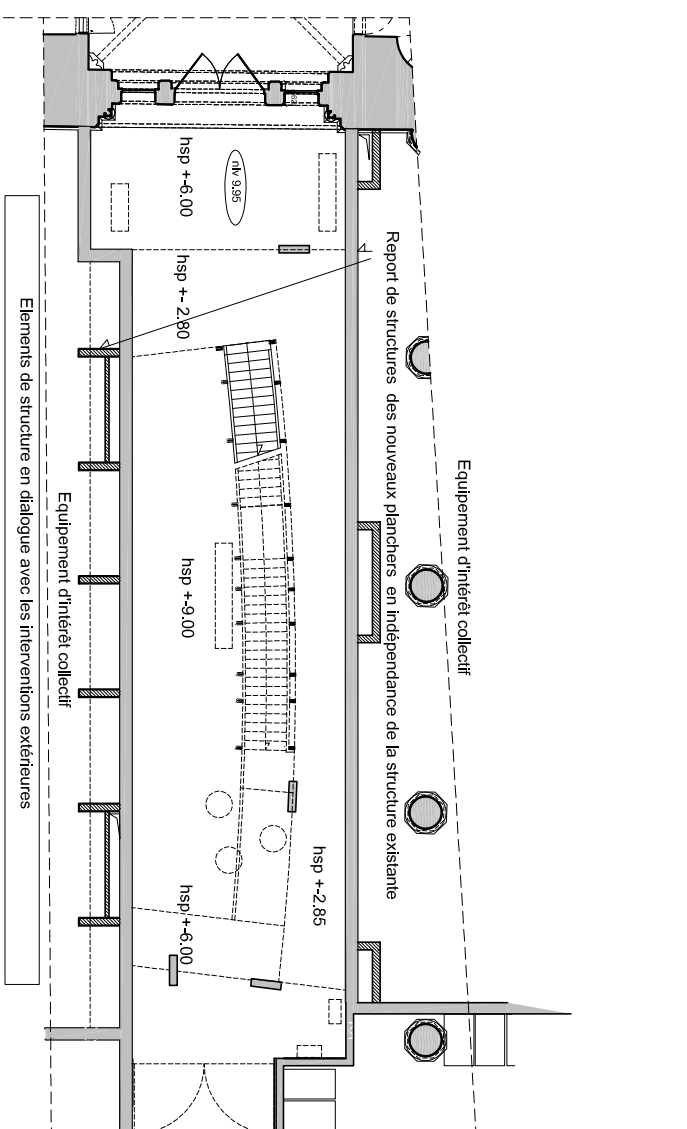 hsp +-6.00
nlv 9.95
hsp +- 2.80
Report de structures des nouveaux planchers en indépendance de la structure existante
Equipement d'intérêt collectif
hsp +-9.00
Equipement d'intérêt collectif
Elements de structure en dialogue avec les interventions extérieures
hsp +-2.85
hsp +-6.00